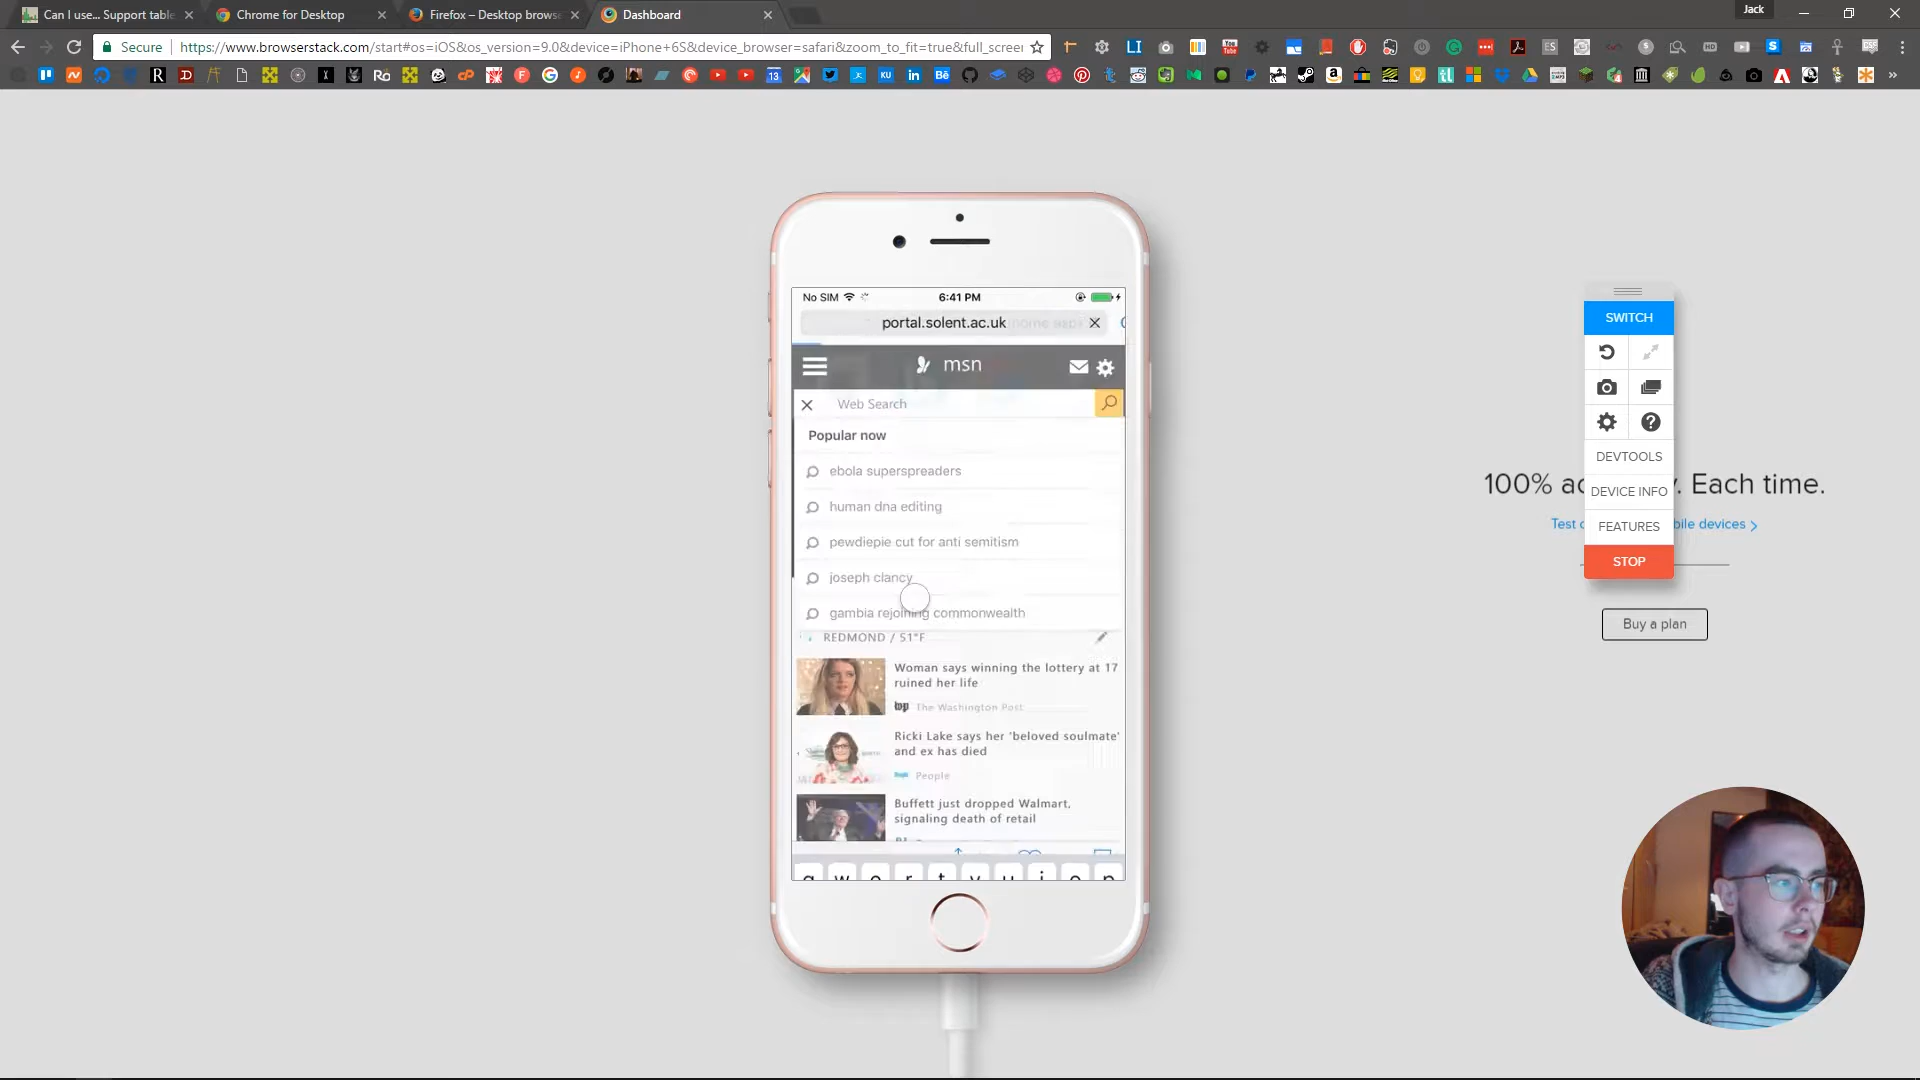 Can I use... Support table
Chrome for Desktop
Firefox – Desktop browse
Dashboard
Jack
Secure
https://www.browserstack.com/start#os=iOS&os_version=9.0&device=iPhone+6S&device_browser=safari&zoom_to_fit=true&full_screen
No SIM
6:41 PM
portal.solent.ac.uk
msn
Web Search
Popular now
ebola superspreaders
human dna editing
pewdiepie cut for anti semitism
joseph clancy
gambia rejoining commonwealth
REDMOND / 51°F
Woman says winning the lottery at 17
ruined her life
The Washington Post
Ricki Lake says her 'beloved soulmate'
and ex has died
People
Buffett just dropped Walmart,
signaling death of retail
q w e r t y u i o p
SWITCH
DEVTOOLS
DEVICE INFO
FEATURES
STOP
100% ac y. Each time.
Test o bile devices >
Buy a plan